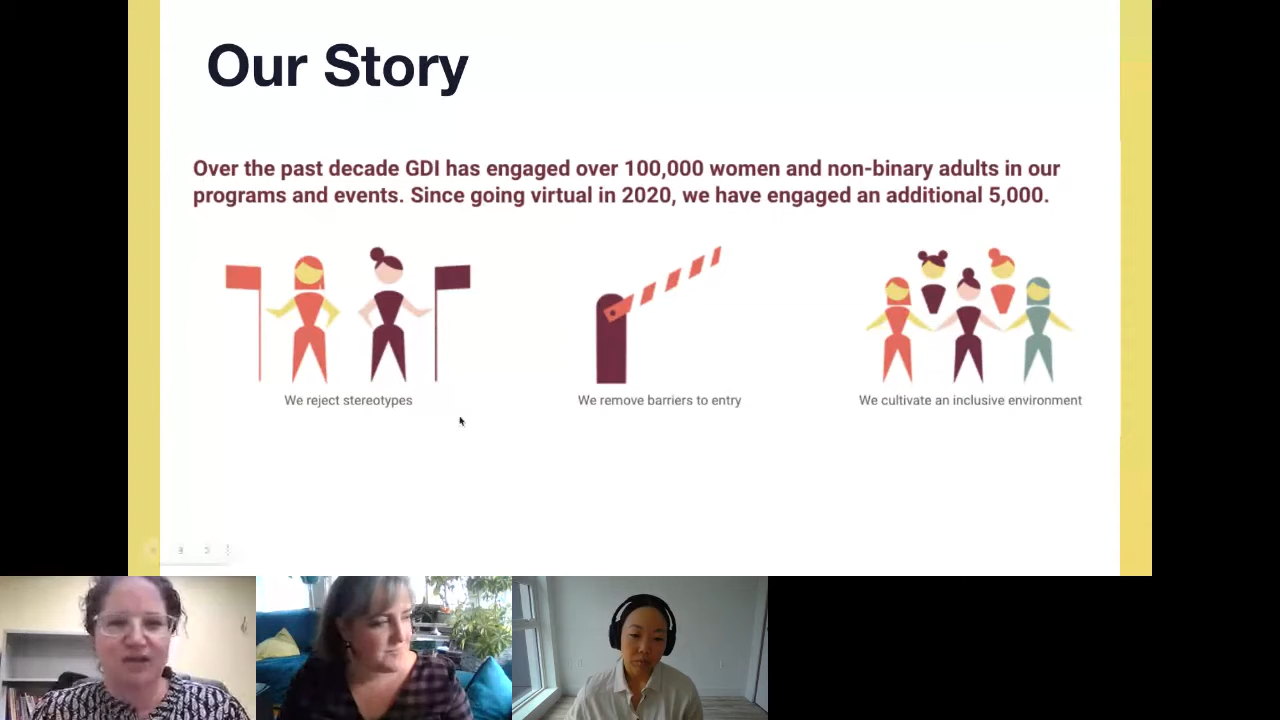 Our Story
Over the past decade GDI has engaged over 100,000 women and non-binary adults in our
programs and events. Since going virtual in 2020, we have engaged an additional 5,000.
We reject stereotypes
We remove barriers to entry
We cultivate an inclusive environment